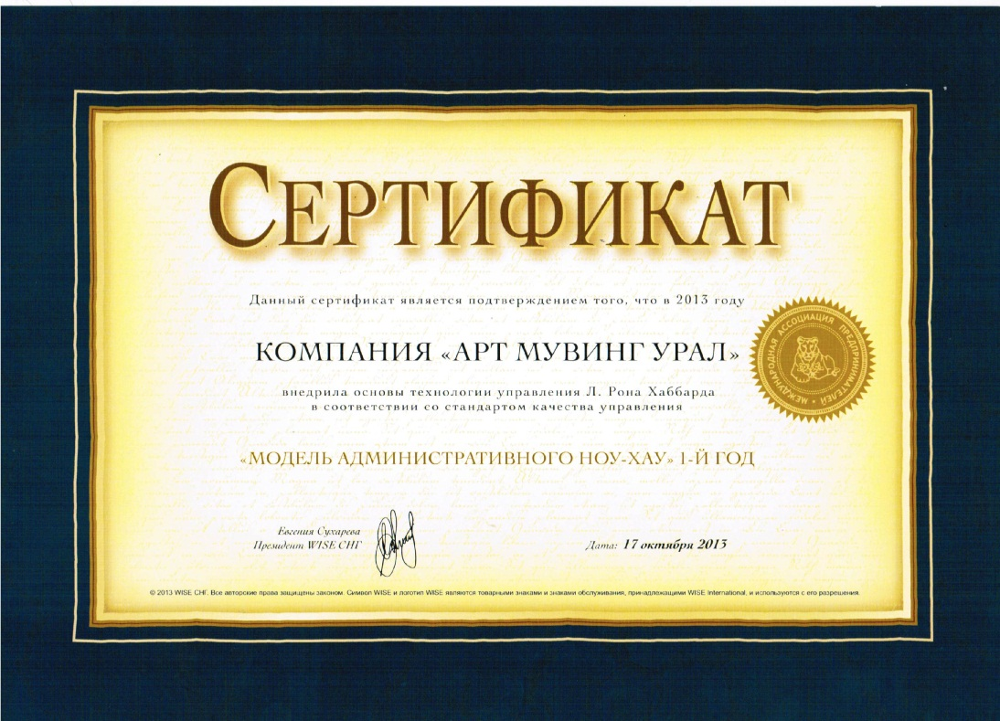 СЕРТИФИКАТ
Данный сертификат является подтверждением того, что в 2013 году
КОМПАНИЯ «АРТ МУВИНГ УРАЛ»
внедрила основы технологии управления Л. Рона Хаббарда
в соответствии со стандартом качества управления
«МОДЕЛЬ АДМИНИСТРАТИВНОГО НОУ-ХАУ» 1-Й ГОД
МЕЖДУНАРОДНАЯ АССОЦИАЦИЯ ПРЕДПРИНИМАТЕЛЕЙ •
Евгения Сухарева
Президент WISE СНГ
Дата: 17 октября 2013
© 2013 WISE СНГ. Все авторские права защищены законом. Символ WISE и логотип WISE являются товарными знаками и знаками обслуживания, принадлежащими WISE International, и используются с его разрешения.